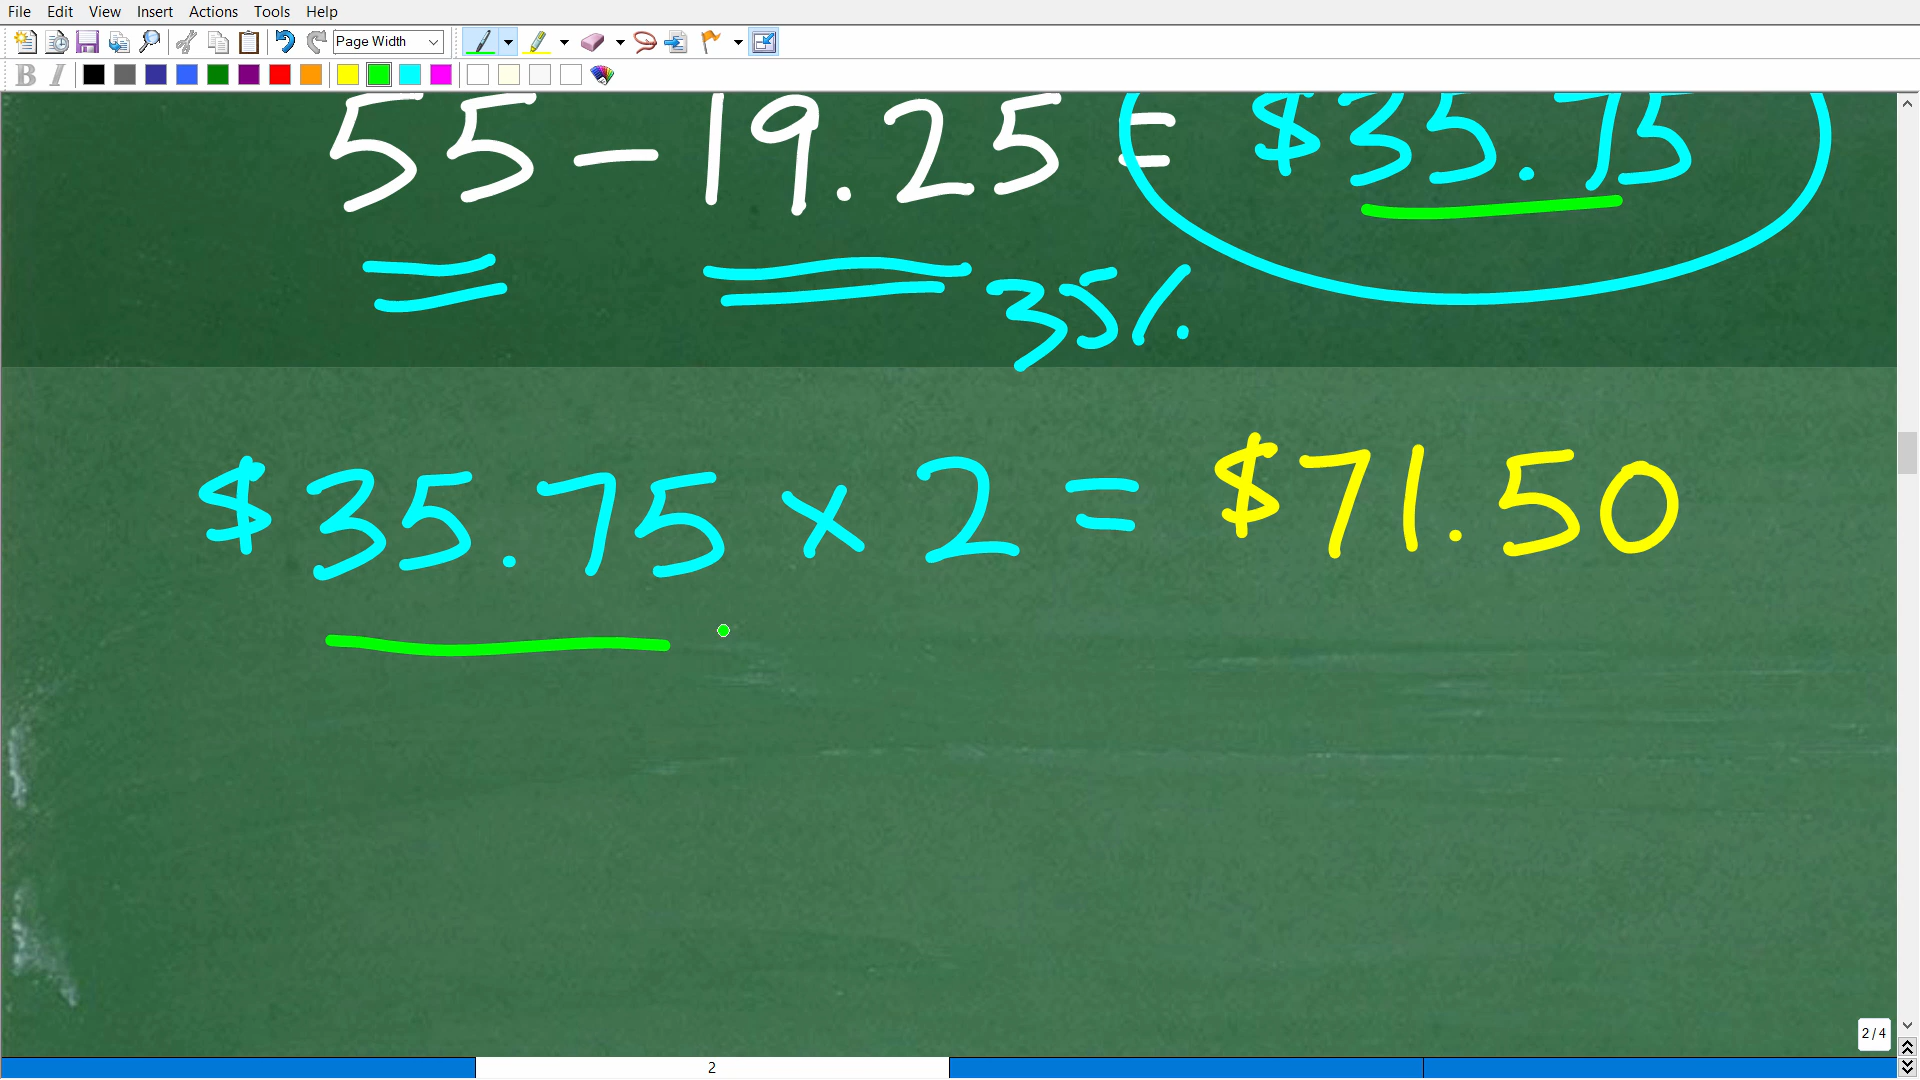 File Edit View Insert Actions Tools Help
Page Width
B I
55 - 19.25 = $35.75
35%
$35.75 x 2 = $71.50
2 / 4
2